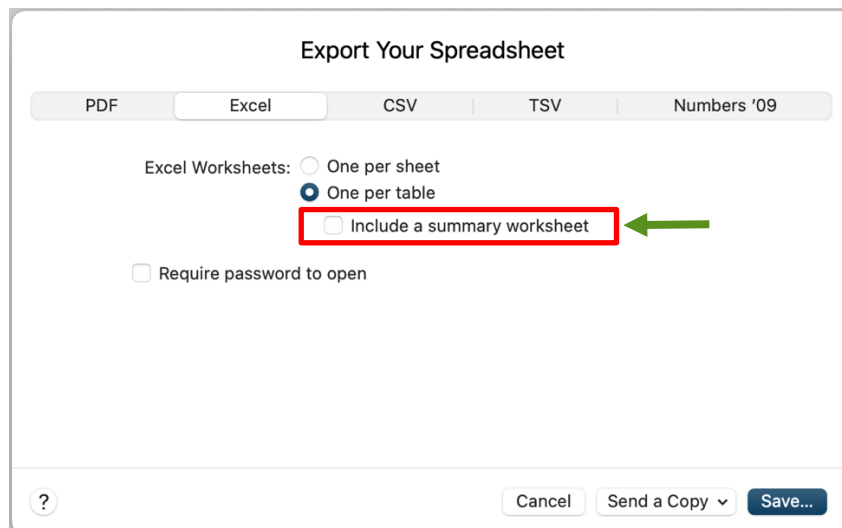 Export Your Spreadsheet
PDF Excel CSV TSV Numbers '09
Excel Worksheets: One per sheet
One per table
Include a summary worksheet
Require password to open
? Cancel Send a Copy Save...